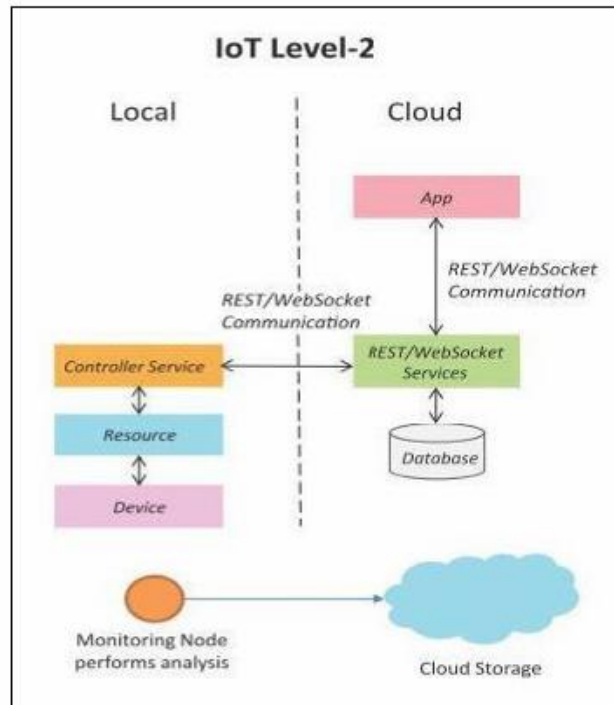 IoT Level-2
Local
Cloud
App
REST/WebSocket
Communication
REST/WebSocket
Communication
Controller Service
REST/WebSocket
Services
Resource
Database
Device
Monitoring Node
performs analysis
Cloud Storage